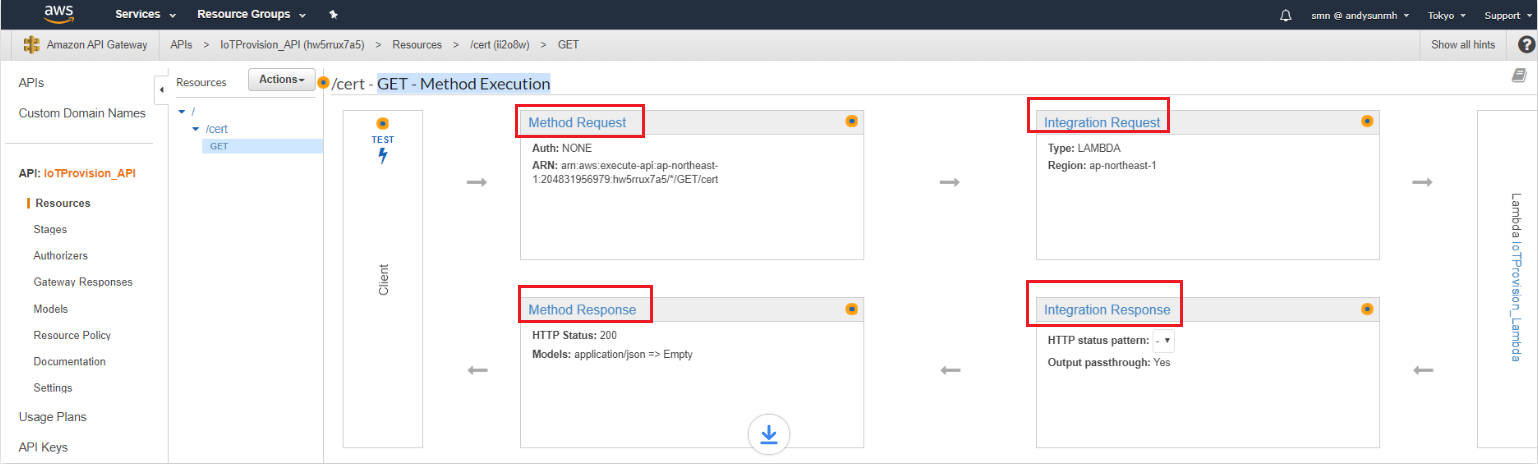 aws
Services Resource Groups
smn @ andysunmh Tokyo Support
Amazon API Gateway APIs > IoTProvision_API (hw5rrux7a5) > Resources > /cert (ii2o8w) > GET Show all hints ?
APIs
Custom Domain Names
API: IoTProvision_API
Resources
Stages
Authorizers
Gateway Responses
Models
Resource Policy
Documentation
Settings
Usage Plans
API Keys
Resources Actions
/
/cert
GET
/cert - GET - Method Execution
TEST
Client
Method Request
Auth: NONE
ARN: arn:aws:execute-api:ap-northeast-
1:204831956979:hw5rrux7a5/*/GET/cert
Integration Request
Type: LAMBDA
Region: ap-northeast-1
Method Response
HTTP Status: 200
Models: application/json => Empty
Integration Response
HTTP status pattern: -
Output passthrough: Yes
Lambda IoTProvision_Lambda